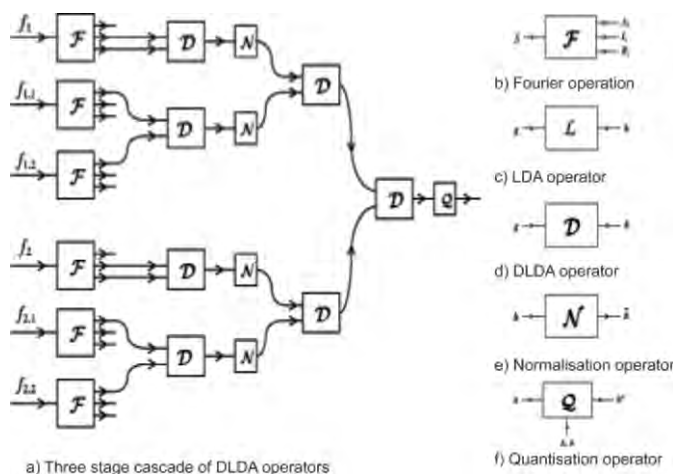 f₁
F
D
N
f₁,₁
F
D
N
D
f₁,₂
F
D
Q
f₂
F
D
N
f₂,₁
F
D
N
D
f₂,₂
F
a) Three stage cascade of DLDA operators
F
b) Fourier operation
L
c) LDA operator
D
d) DLDA operator
N
e) Normalisation operator
Q
f) Quantisation operator